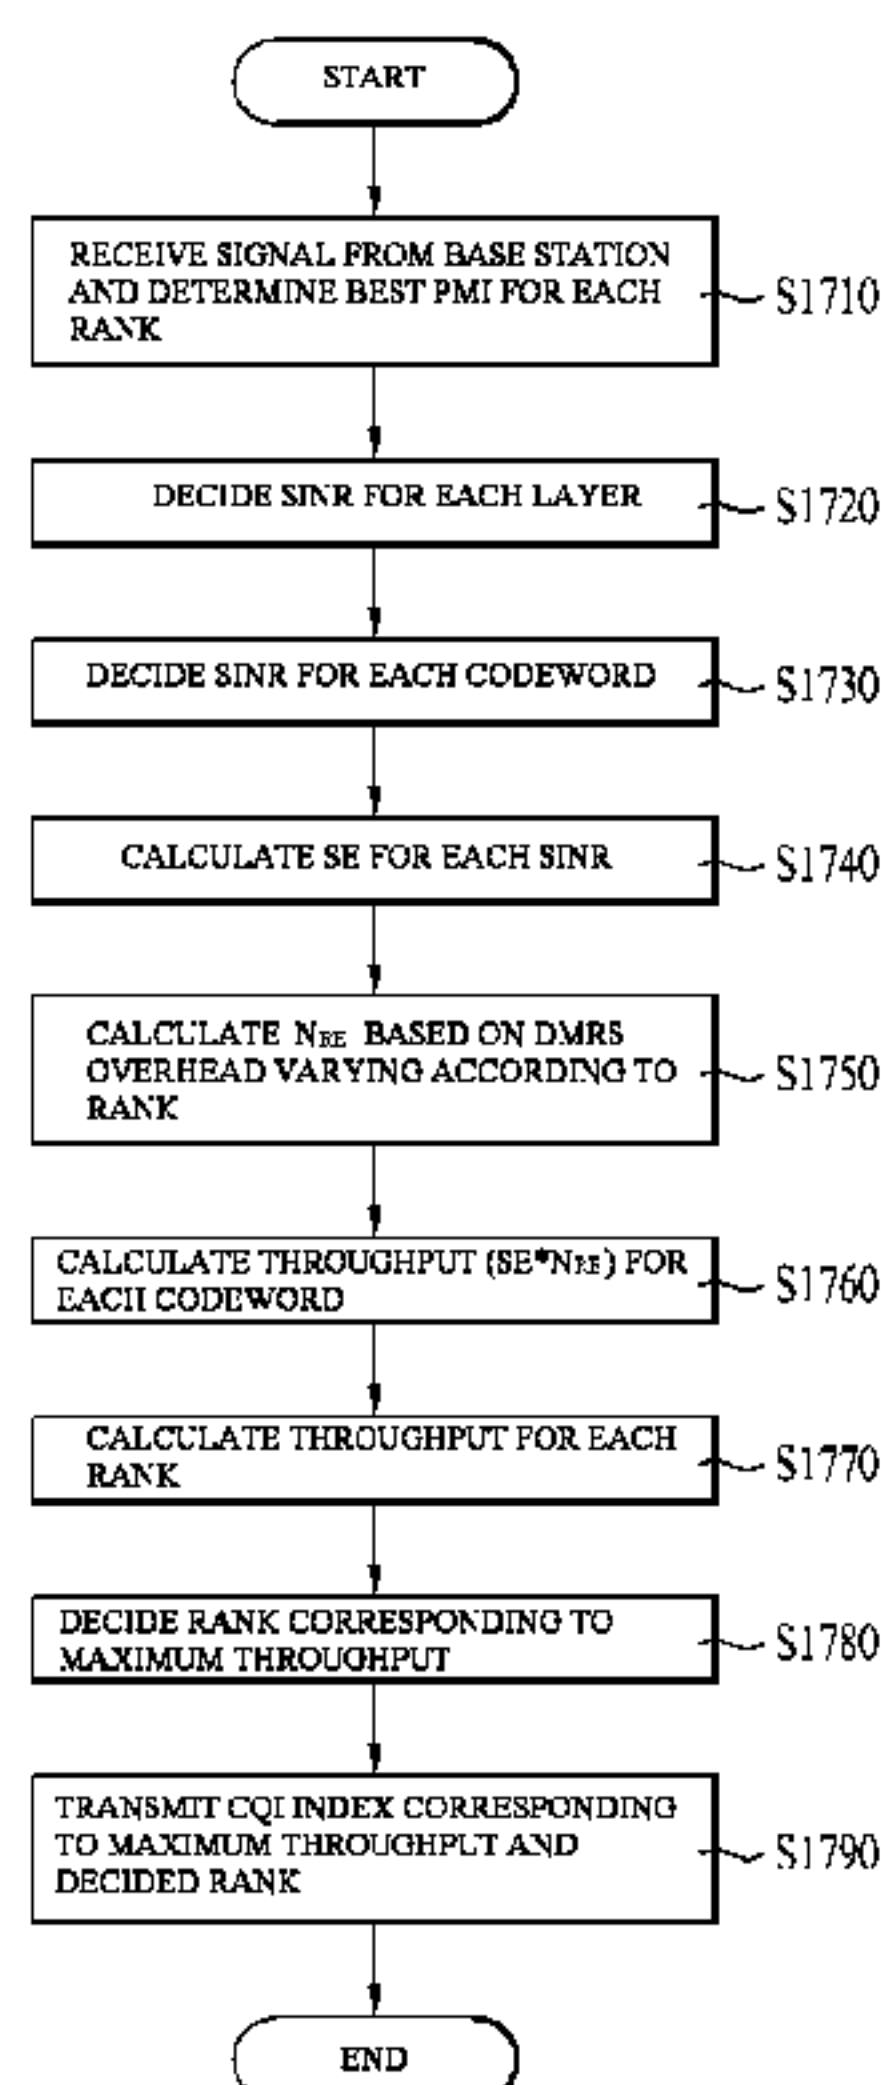 START
RECEIVE SIGNAL FROM BASE STATION
AND DETERMINE BEST PMI FOR EACH
RANK
S1710
DECIDE SINR FOR EACH LAYER
S1720
DECIDE SINR FOR EACH CODEWORD
S1730
CALCULATE SE FOR EACH SINR
S1740
CALCULATE NRE BASED ON DMRS
OVERHEAD VARYING ACCORDING TO
RANK
S1750
CALCULATE THROUGHPUT (SE*NRE) FOR
EACH CODEWORD
S1760
CALCULATE THROUGHPUT FOR EACH
RANK
S1770
DECIDE RANK CORRESPONDING TO
MAXIMUM THROUGHPUT
S1780
TRANSMIT CQI INDEX CORRESPONDING
TO MAXIMUM THROUGHPUT AND
DECIDED RANK
S1790
END